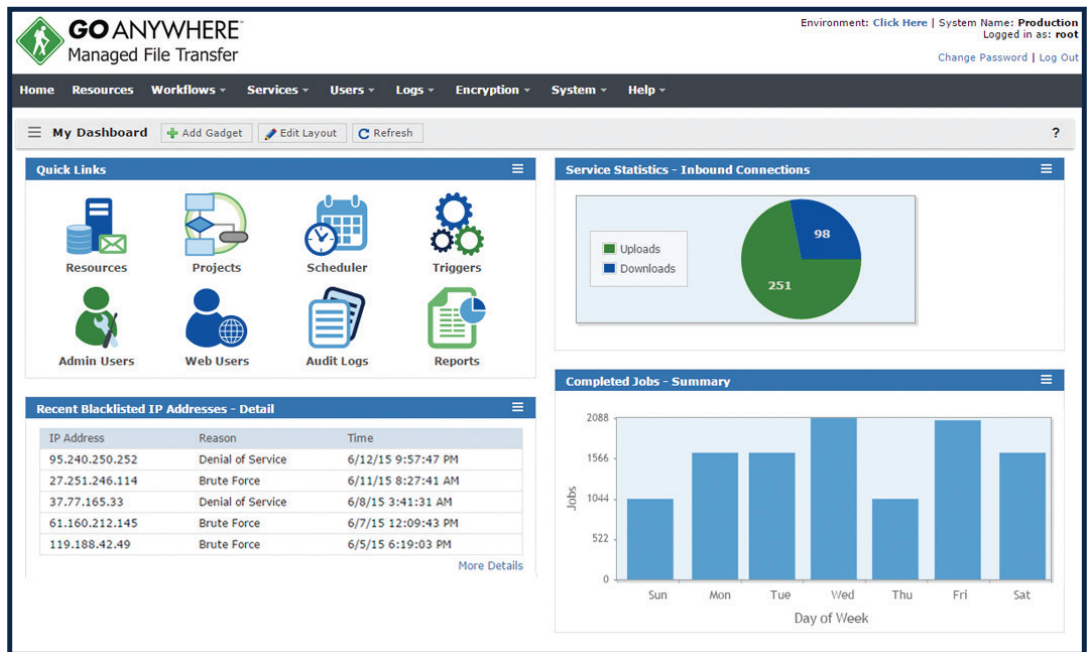 GO ANYWHERE™
Managed File Transfer
Environment: Click Here | System Name: Production
Logged in as: root
Change Password | Log Out
Home Resources Workflows Services Users Logs Encryption System Help
My Dashboard Add Gadget Edit Layout Refresh ?
Quick Links
Resources Projects Scheduler Triggers
Admin Users Web Users Audit Logs Reports
Recent Blacklisted IP Addresses - Detail
IP Address Reason Time
95.240.250.252 Denial of Service 6/12/15 9:57:47 PM
27.251.246.114 Brute Force 6/11/15 8:27:41 AM
37.77.165.33 Denial of Service 6/8/15 3:41:31 AM
61.160.212.145 Brute Force 6/7/15 12:09:43 PM
119.188.42.49 Brute Force 6/5/15 6:19:03 PM
More Details
Service Statistics - Inbound Connections
Uploads
Downloads
98
251
Completed Jobs - Summary
2088
1566
1044
522
0
Jobs
Sun Mon Tue Wed Thu Fri Sat
Day of Week